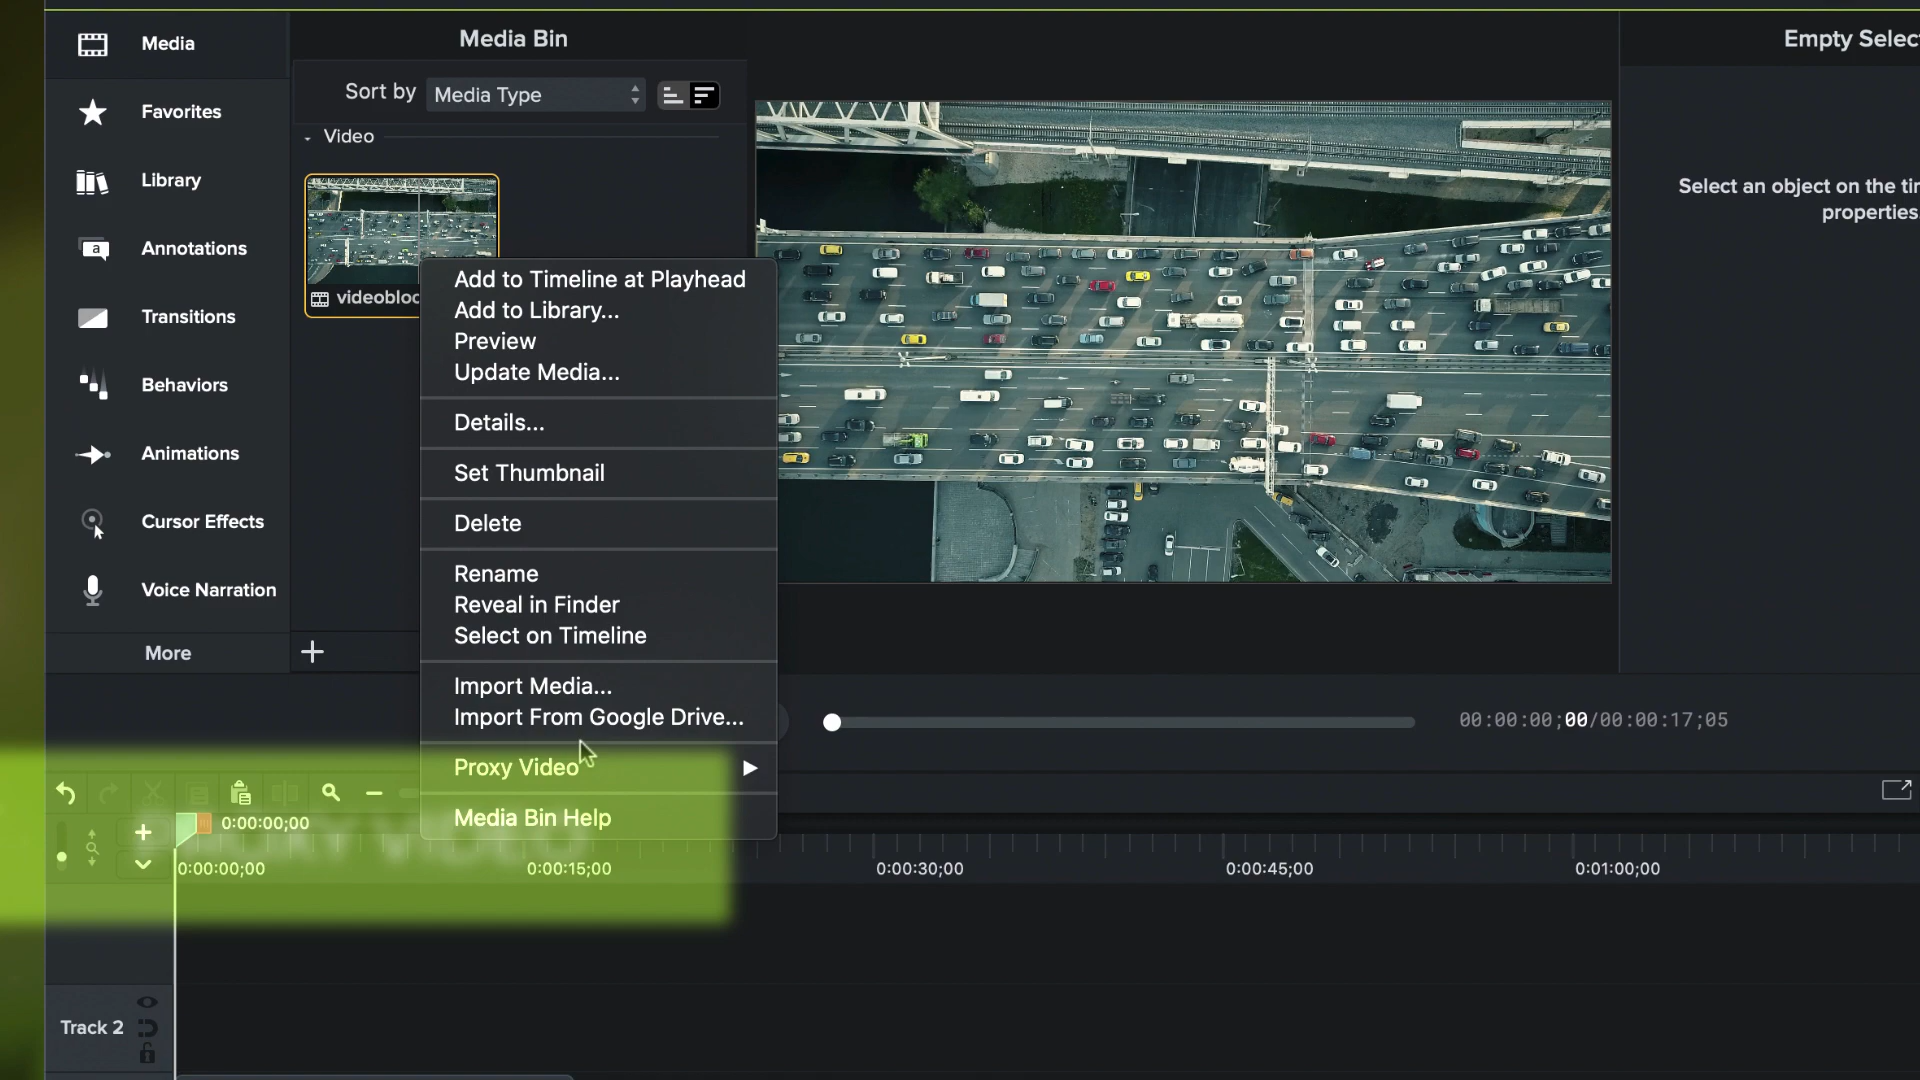 Media
Favorites
Library
Annotations
Transitions
Behaviors
Animations
Cursor Effects
Voice Narration
More
Media Bin
Sort by
Media Type
Video
Add to Timeline at Playhead
Add to Library...
Preview
Update Media...
Details...
Set Thumbnail
Delete
Rename
Reveal in Finder
Select on Timeline
Import Media...
Import From Google Drive...
Proxy Video
Media Bin Help
Empty
Select an object on the
properties.
00:00:00;00/00:00:17;05
0:00:00;00
0:00:00;00
0:00:15;00
0:00:30;00
0:00:45;00
0:01:00;00
Track 2
a